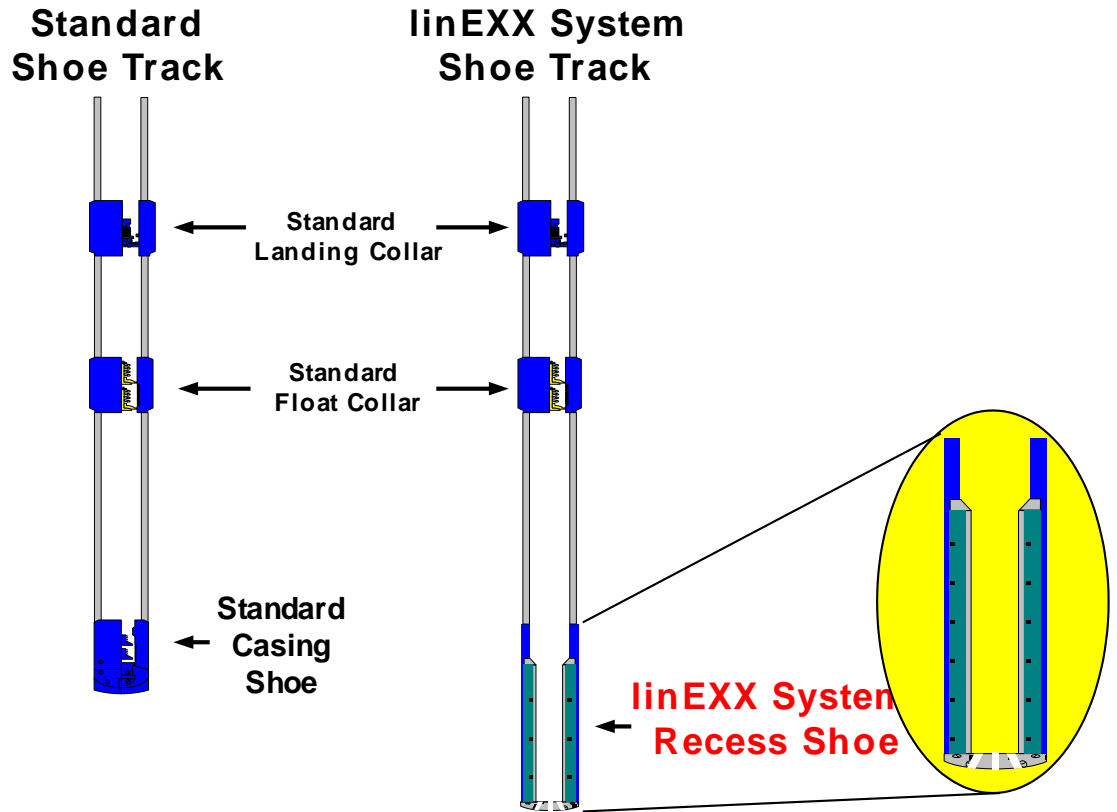 Standard
Shoe Track
linEXX System
Shoe Track
Standard
Landing Collar
Standard
Float Collar
Standard
Casing
Shoe
linEXX System
Recess Shoe